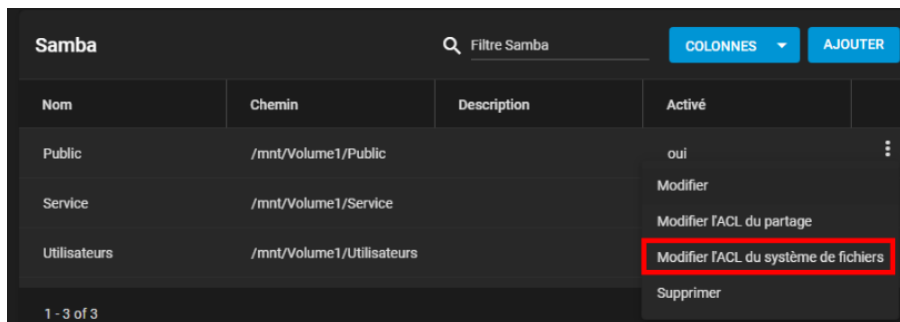 Samba
Filtre Samba
COLONNES
AJOUTER
Nom Chemin Description Activé
Public /mnt/Volume1/Public oui
Modifier
Service /mnt/Volume1/Service
Modifier l'ACL du partage
Utilisateurs /mnt/Volume1/Utilisateurs
Modifier l'ACL du système de fichiers
Supprimer
1 - 3 of 3